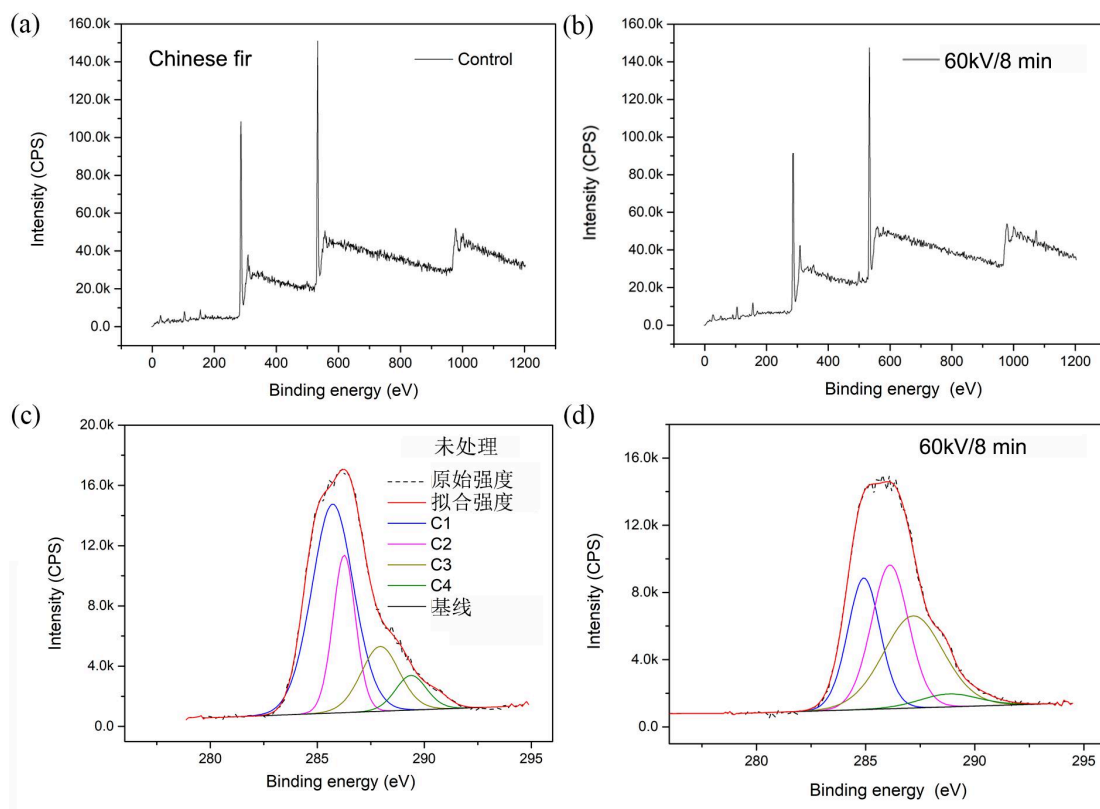 (a)
160.0k
140.0k
120.0k
100.0k
80.0k
60.0k
40.0k
20.0k
0.0
Intensity (CPS)
Chinese fir
Control
0 200 400 600 800 1000 1200
Binding energy (eV)
(b)
160.0k
140.0k
120.0k
100.0k
80.0k
60.0k
40.0k
20.0k
0.0
Intensity (CPS)
60kV/8 min
0 200 400 600 800 1000 1200
Binding energy (eV)
(c)
20.0k
16.0k
12.0k
8.0k
4.0k
0.0
Intensity (CPS)
未处理
原始强度
拟合强度
C1
C2
C3
C4
基线
280 285 290 295
Binding energy (eV)
(d)
16.0k
12.0k
8.0k
4.0k
0.0
Intensity (CPS)
60kV/8 min
280 285 290 295
Binding energy (eV)